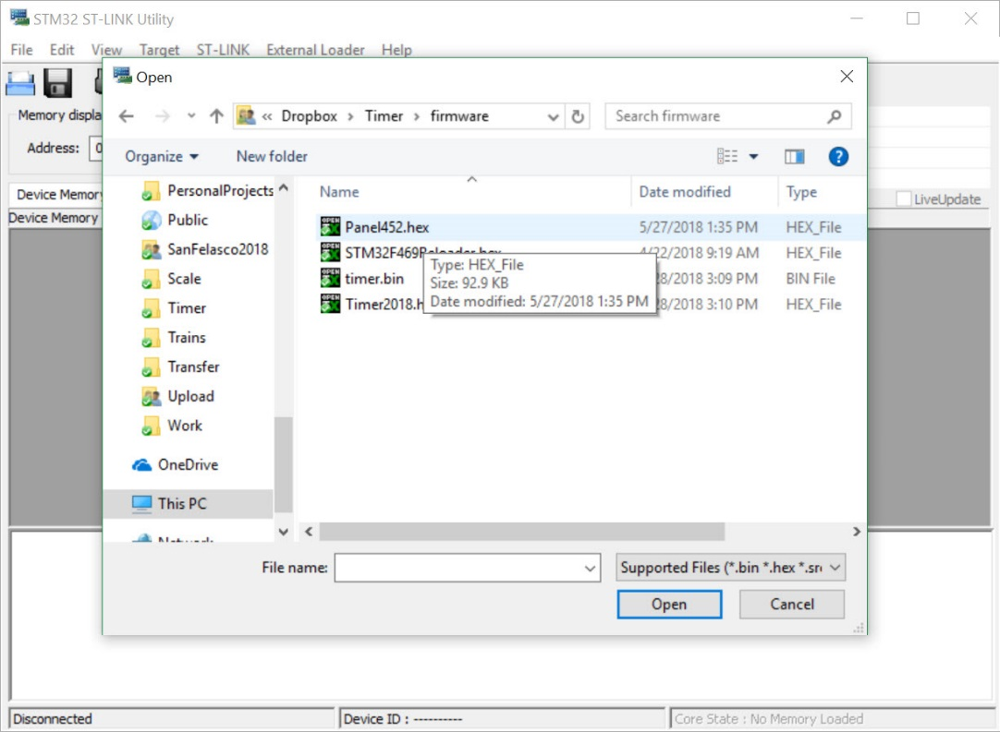 STM32 ST-LINK Utility
File Edit View Target ST-LINK External Loader Help
Open
Memory displa
« Dropbox > Timer > firmware
Search firmware
Address: 0
Organize New folder
Device Memory
LiveUpdate
Device Memory
Name Date modified Type
PersonalProjects
Public
SanFelasco2018
Scale
Timer
Trains
Transfer
Upload
Work
OneDrive
This PC
Network
Panel452.hex 5/27/2018 1:35 PM HEX_File
STM32F469Reloader.hex 4/22/2018 9:19 AM HEX_File
timer.bin 28/2018 3:09 PM BIN File
Timer2018.h 28/2018 3:10 PM HEX_File
Type: HEX_File
Size: 92.9 KB
Date modified: 5/27/2018 1:35 PM
File name: Supported Files (*.bin *.hex *.sr
Open Cancel
Disconnected Device ID : ---------- Core State : No Memory Loaded